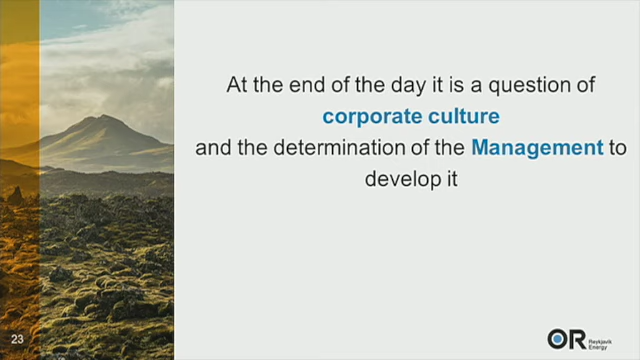 At the end of the day it is a question of
corporate culture
and the determination of the Management to
develop it
23
OR Reykjavik
Energy